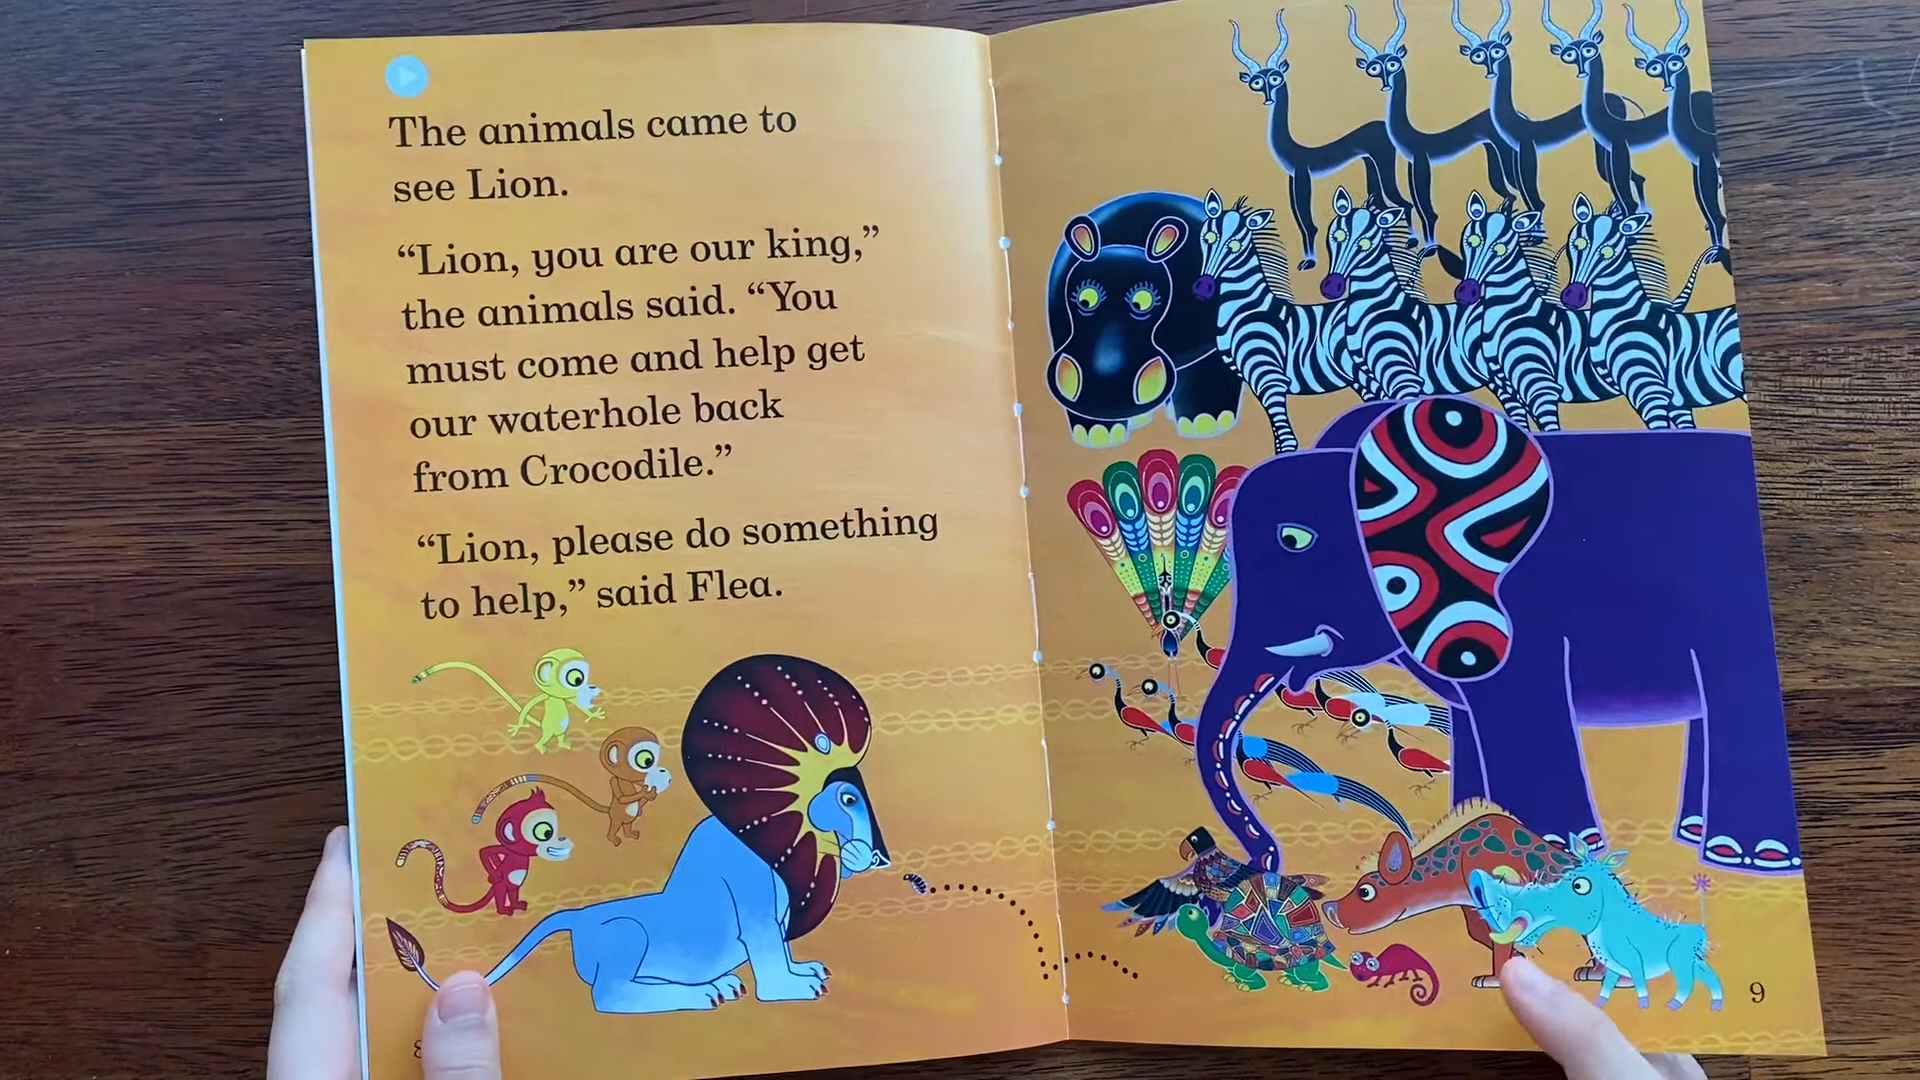 The animals came to
see Lion.
“Lion, you are our king,”
the animals said. “You
must come and help get
our waterhole back
from Crocodile.”
“Lion, please do something
to help,” said Flea.
9